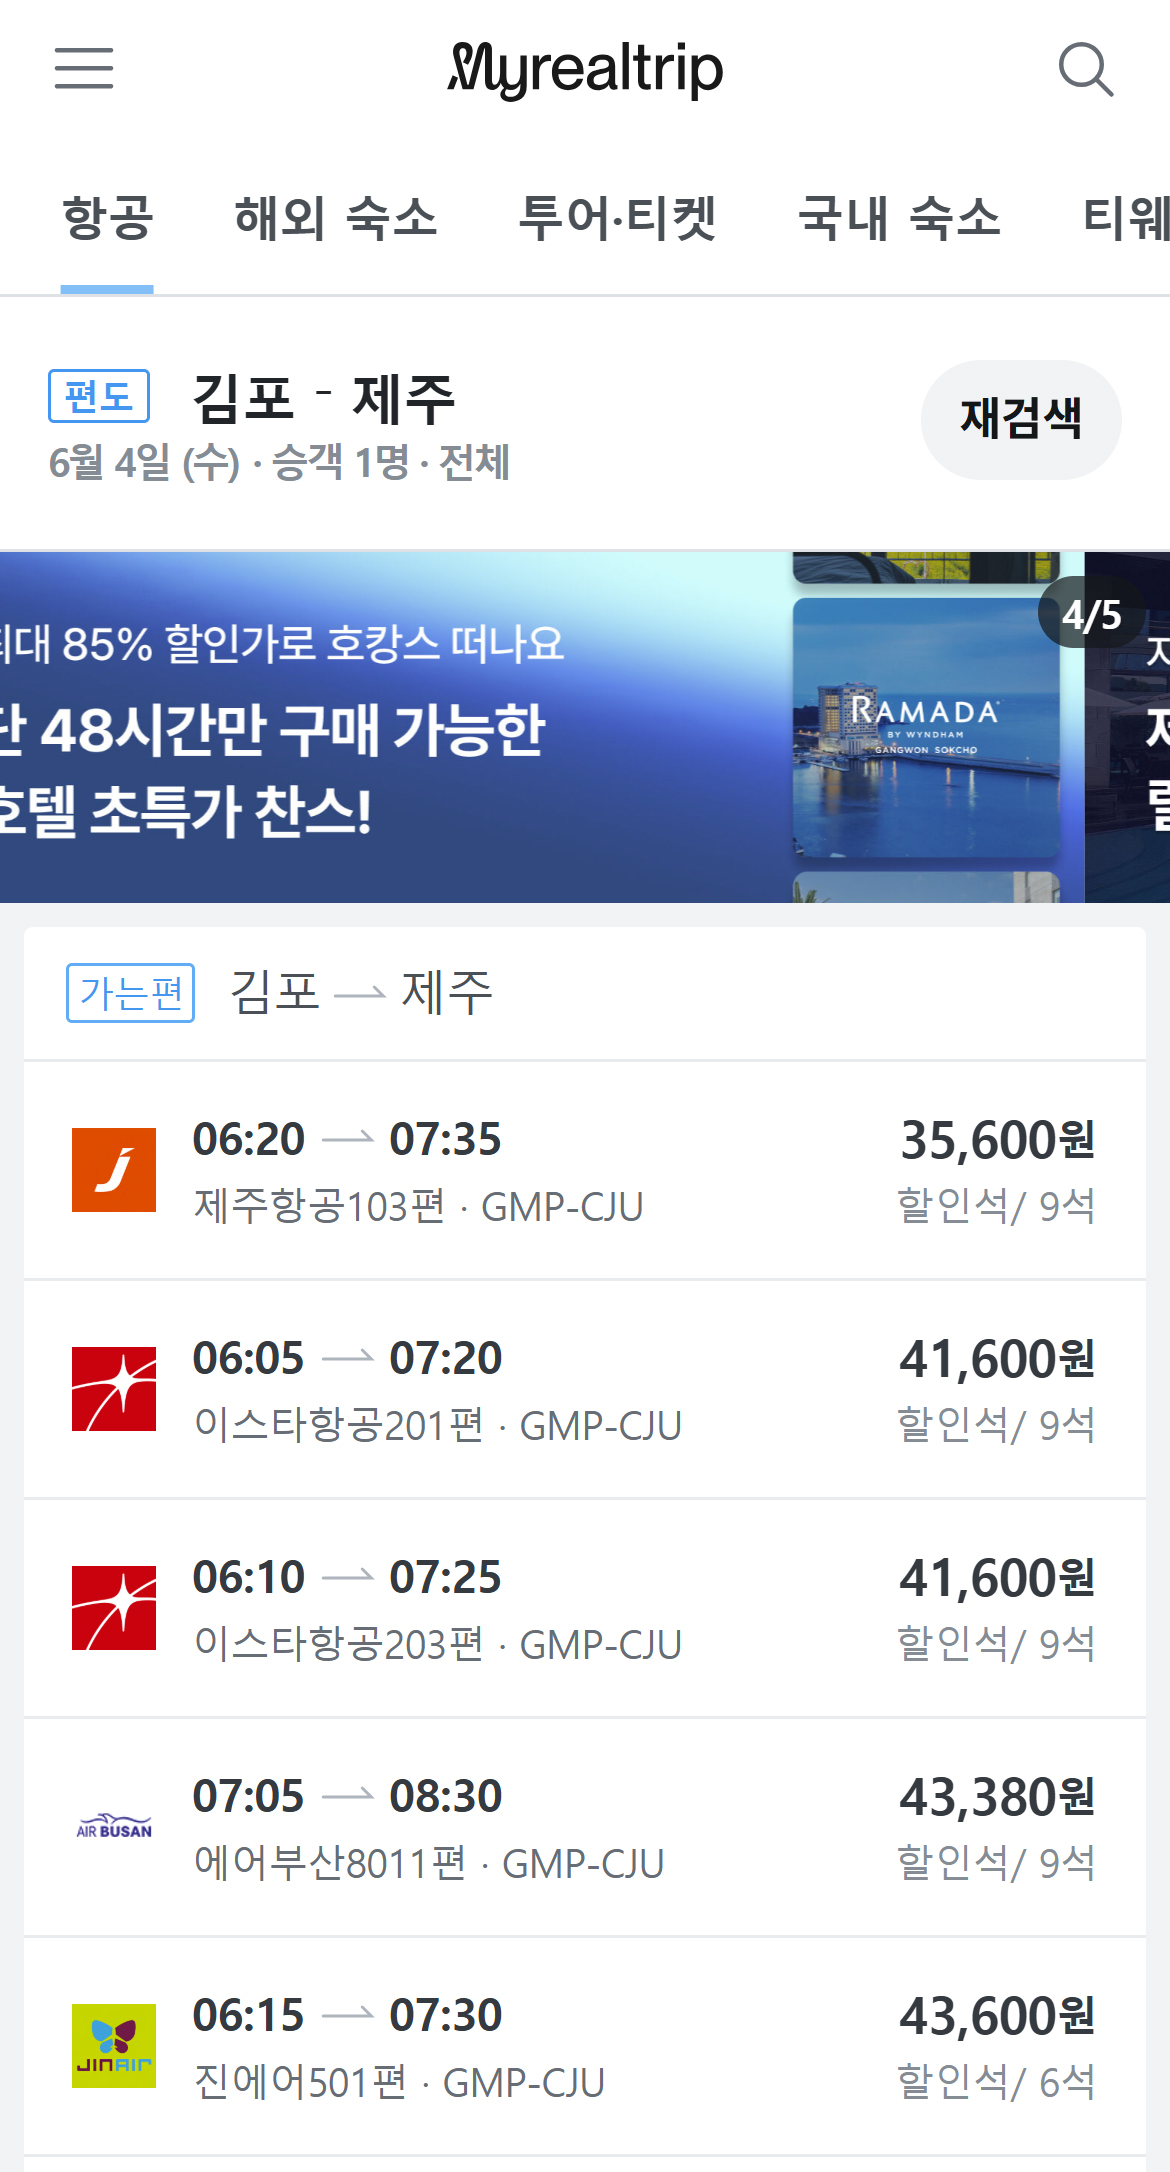 Myrealtrip
항공 해외 숙소 투어·티켓 국내 숙소 티웨
편도 김포 - 제주
6월 4일 (수) · 승객 1명 · 전체
재검색
최대 85% 할인가로 호캉스 떠나요
단 48시간만 구매 가능한
호텔 초특가 찬스!
RAMADA
BY WYNDHAM
GANGWON SOKCHO
4/5
가는편 김포 → 제주
06:20 → 07:35 35,600원
제주항공103편 · GMP-CJU 할인석/ 9석
06:05 → 07:20 41,600원
이스타항공201편 · GMP-CJU 할인석/ 9석
06:10 → 07:25 41,600원
이스타항공203편 · GMP-CJU 할인석/ 9석
AIR BUSAN
07:05 → 08:30 43,380원
에어부산8011편 · GMP-CJU 할인석/ 9석
JINAIR
06:15 → 07:30 43,600원
진에어501편 · GMP-CJU 할인석/ 6석